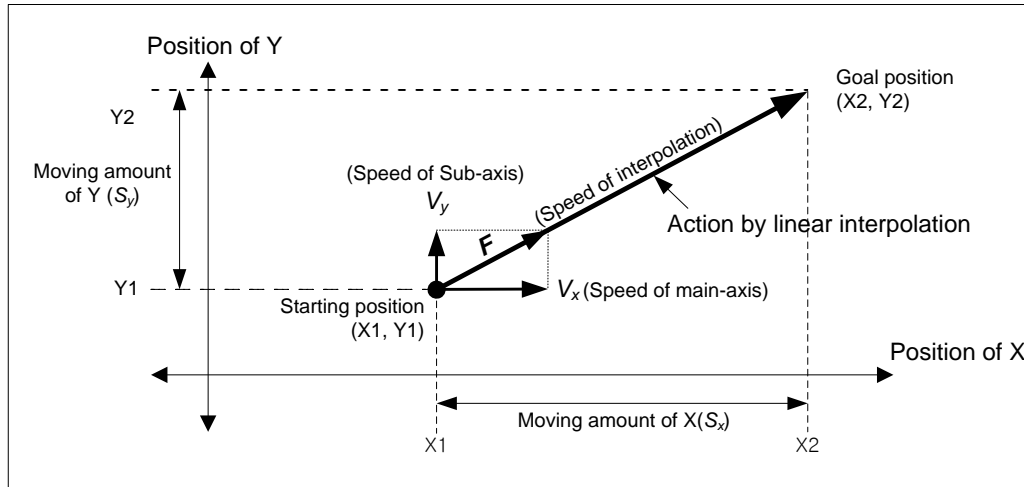 Position of Y
Goal position
(X2, Y2)
Y2
(Speed of interpolation)
Moving amount
of Y (Sy)
(Speed of Sub-axis)
Vy
Action by linear interpolation
F
Y1
Vx (Speed of main-axis)
Starting position
(X1, Y1)
Position of X
Moving amount of X(Sx)
X1
X2